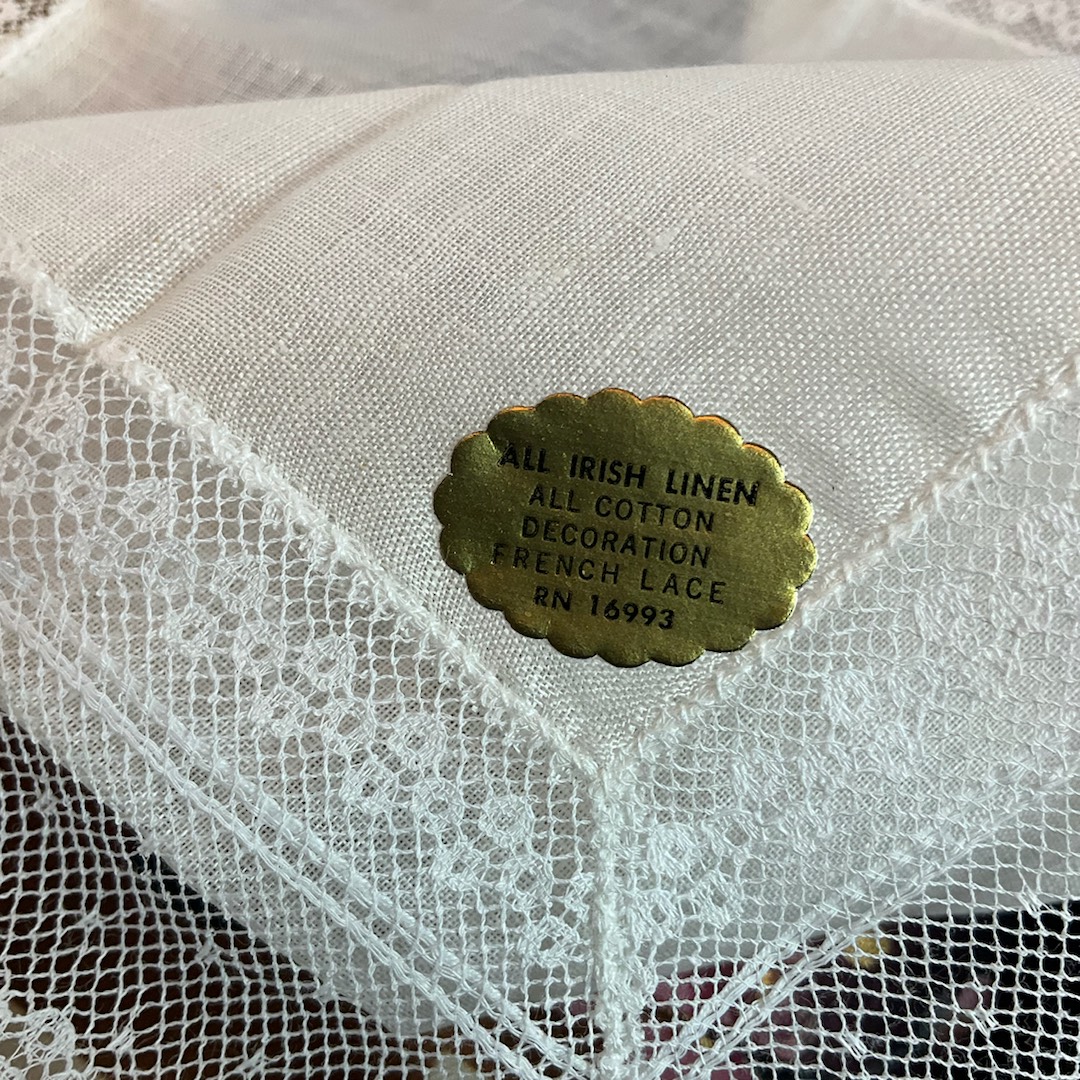 ALL IRISH LINEN
ALL COTTON
DECORATION
FRENCH LACE
RN 16993